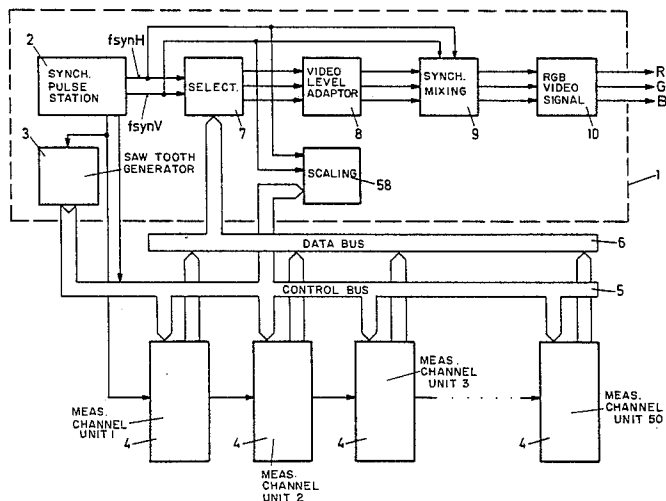 2
fsynH
SYNCH.
PULSE
STATION
fsynV
SELECT.
7
VIDEO
LEVEL
ADAPTOR
8
SYNCH.
MIXING
9
RGB
VIDEO
SIGNAL
10
R
G
B
3
SAW TOOTH
GENERATOR
SCALING
58
1
DATA BUS
6
CONTROL BUS
5
MEAS.
CHANNEL
UNIT 1
4
4
MEAS.
CHANNEL
UNIT 2
4
MEAS.
CHANNEL
UNIT 3
. . . . .
4
MEAS.
CHANNEL
UNIT 50